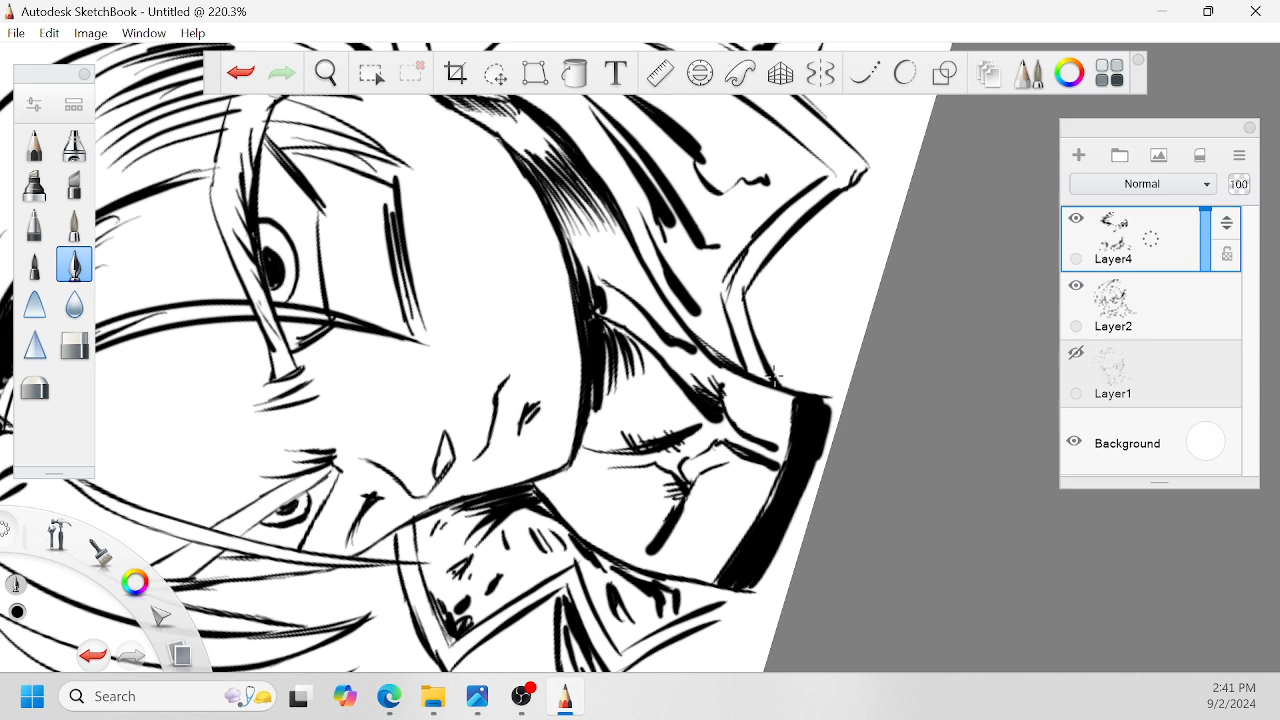 Autodesk SketchBook - Untitled @ 220.3%
File Edit Image Window Help
T
Normal 100
Layer4
Layer2
Layer1
Background
Search
2:41 PM
9/8/2024